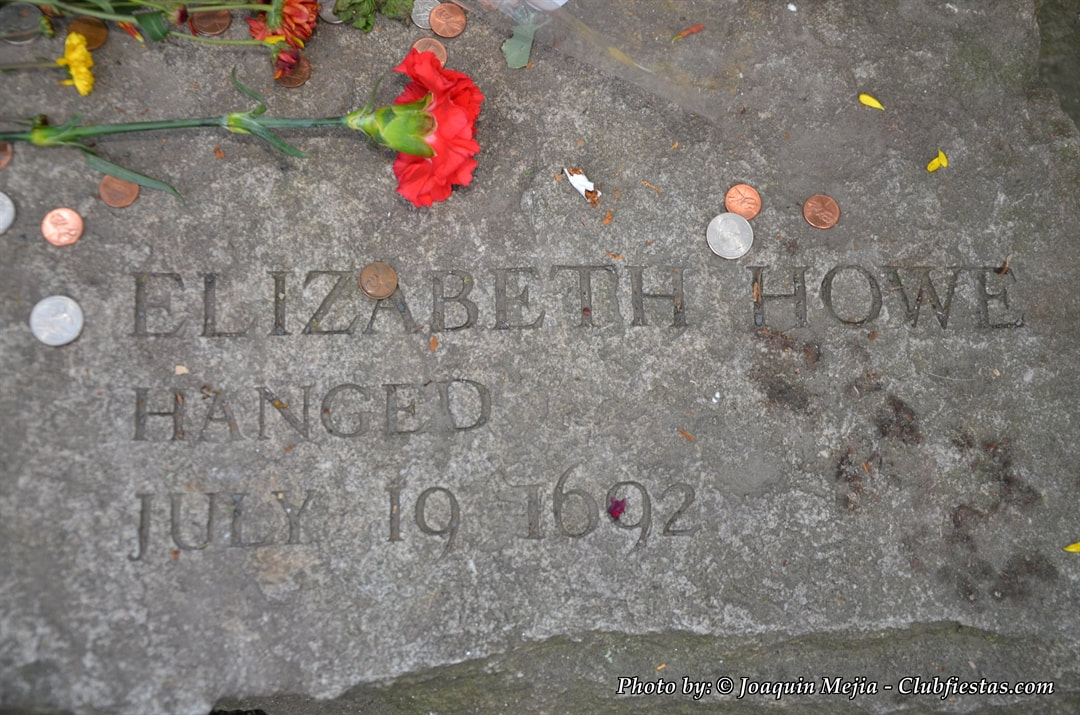 ELIZABETH HOWE
HANGED
JULY 19 1692
Photo by: © Joaquin Mejia - Clubfiestas.com